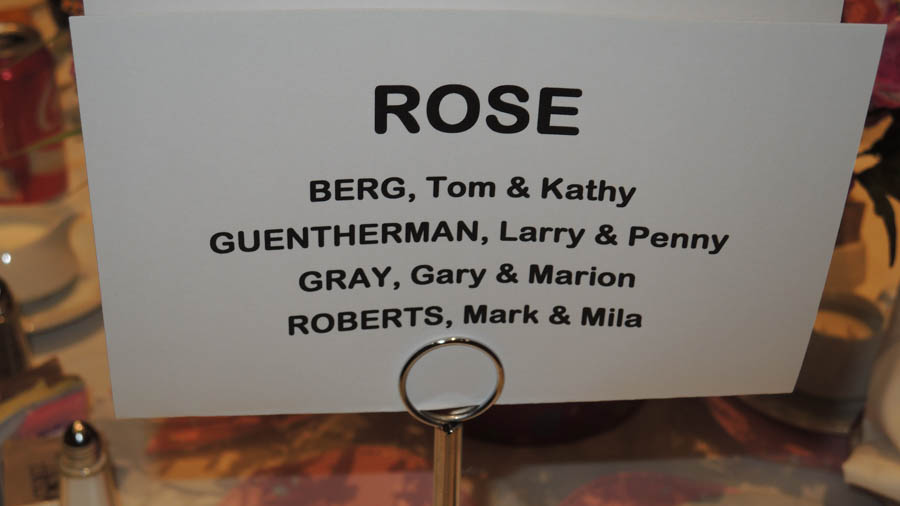 ROSE
BERG, Tom & Kathy
GUENTHERMAN, Larry & Penny
GRAY, Gary & Marion
ROBERTS, Mark & Mila